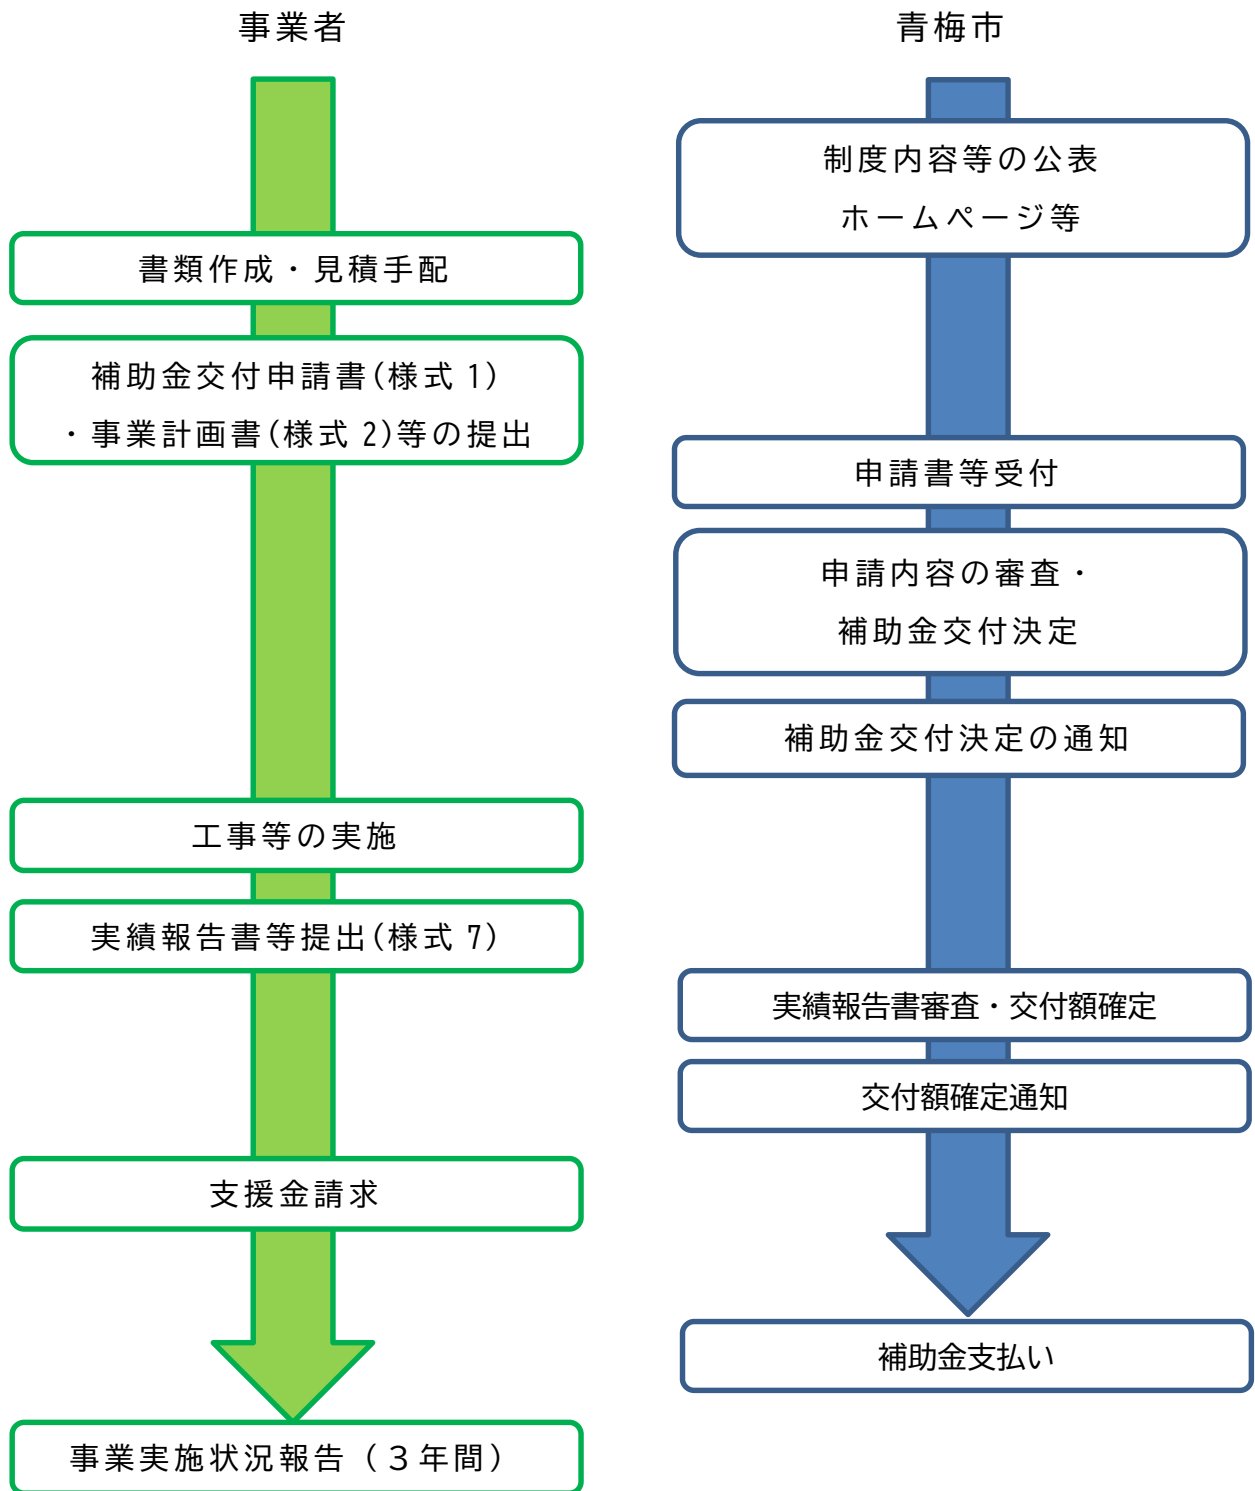 事業者
書類作成・見積手配
補助金交付申請書(様式 1)
・事業計画書(様式 2)等の提出
工事等の実施
実績報告書等提出(様式 7)
支援金請求
事業実施状況報告（３年間）
青梅市
制度内容等の公表
ホームページ等
申請書等受付
申請内容の審査・
補助金交付決定
補助金交付決定の通知
実績報告書審査・交付額確定
交付額確定通知
補助金支払い